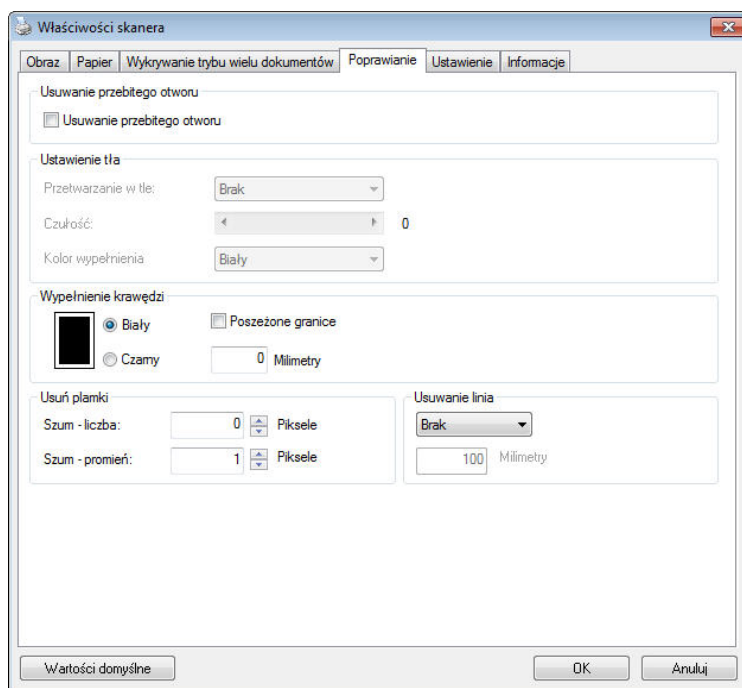 Właściwości skanera
Obraz Papier Wykrywanie trybu wielu dokumentów Poprawianie Ustawienie Informacje
Usuwanie przebitego otworu
Usuwanie przebitego otworu
Ustawienie tła
Przetwarzanie w tle: Brak
Czułość: 0
Kolor wypełnienia Biały
Wypełnienie krawędzi
Biały Poszeżone granice
Czarny 0 Milimetry
Usuń plamki Usuwanie linia
Szum - liczba: 0 Piksele Brak
Szum - promień: 1 Piksele 100 Milimetry
Wartości domyślne OK Anuluj